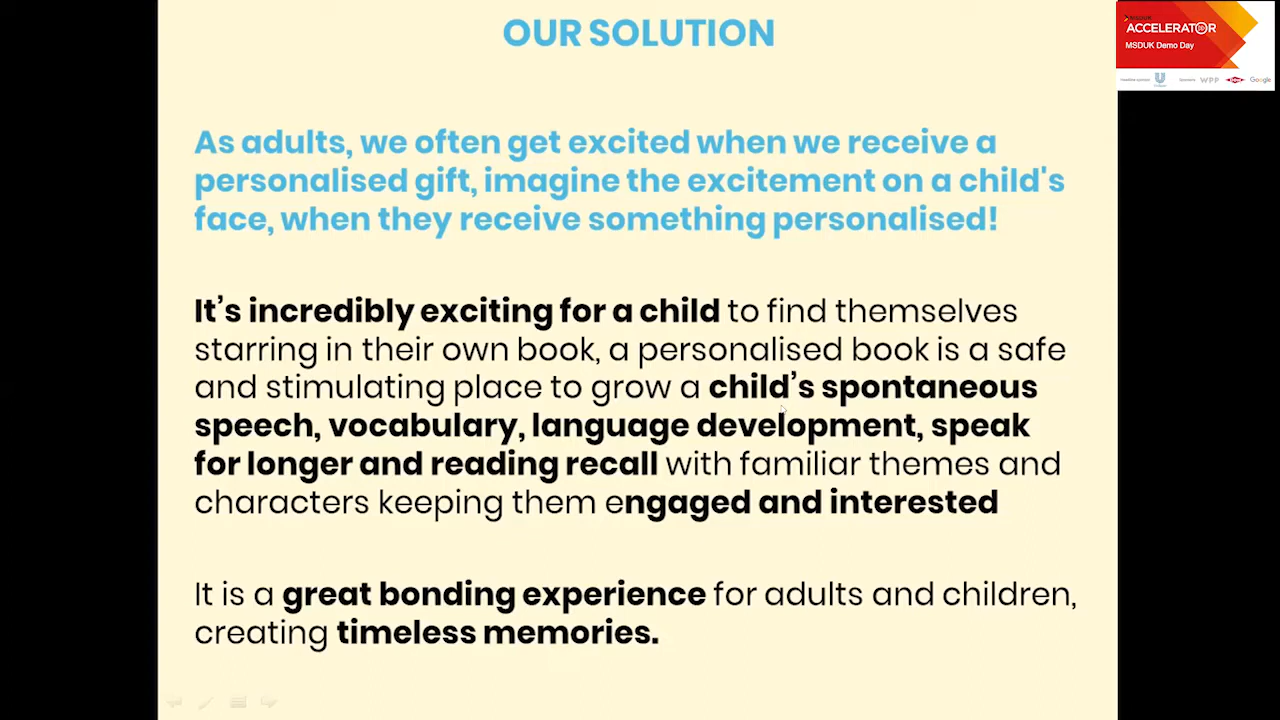 OUR SOLUTION
ACCELERATOR
MSDUK Demo Day
WPP
Google
As adults, we often get excited when we receive a
personalised gift, imagine the excitement on a child's
face, when they receive something personalised!
It’s incredibly exciting for a child to find themselves
starring in their own book, a personalised book is a safe
and stimulating place to grow a child’s spontaneous
speech, vocabulary, language development, speak
for longer and reading recall with familiar themes and
characters keeping them engaged and interested
It is a great bonding experience for adults and children,
creating timeless memories.